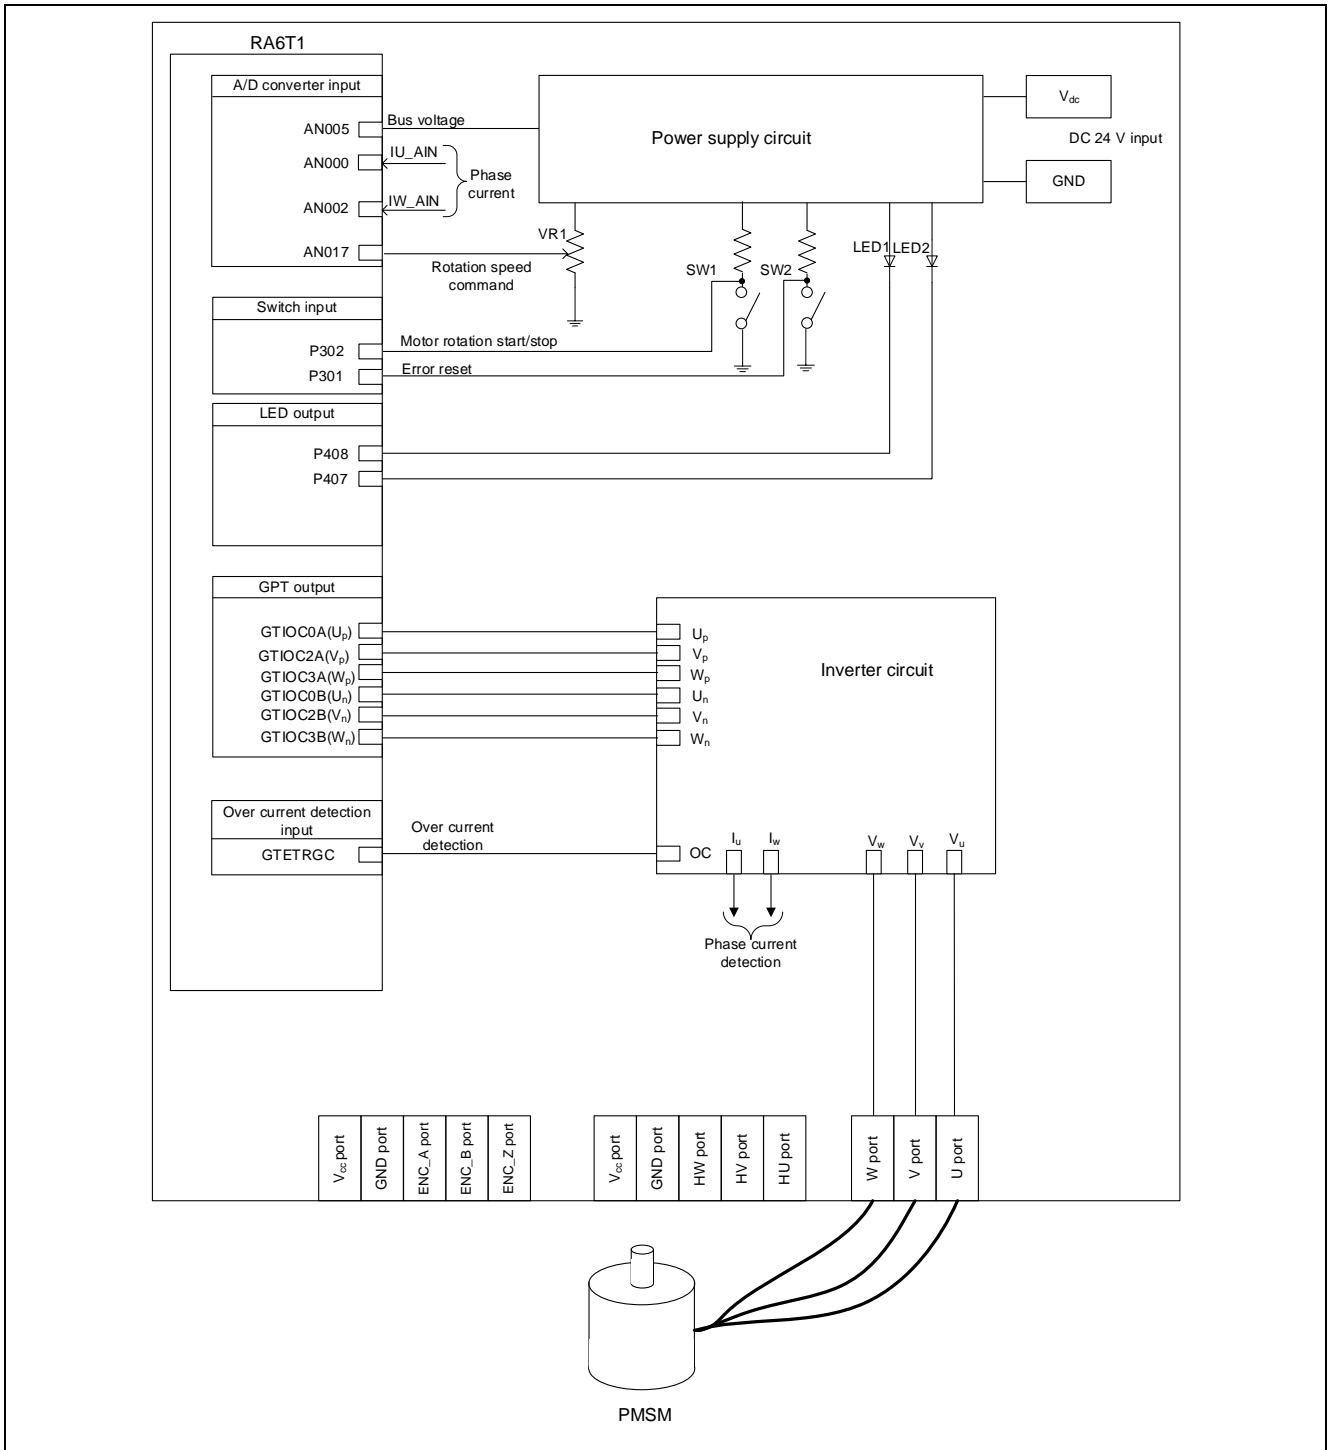 RA6T1
A/D converter input
AN005
AN000
AN002
AN017
Bus voltage
IU_AIN
IW_AIN
Phase
current
Rotation speed
command
VR1
Power supply circuit
Vdc
DC 24 V input
GND
SW1
SW2
LED1
LED2
Switch input
P302
P301
Motor rotation start/stop
Error reset
LED output
P408
P407
GPT output
GTIOC0A(Up)
GTIOC2A(Vp)
GTIOC3A(Wp)
GTIOC0B(Un)
GTIOC2B(Vn)
GTIOC3B(Wn)
Up
Vp
Wp
Un
Vn
Wn
Inverter circuit
Over current detection
input
GTETRGC
Over current
detection
OC
Iu
Iw
Vw
Vv
Vu
Phase current
detection
Vcc port
GND port
ENC_A port
ENC_B port
ENC_Z port
Vcc port
GND port
HW port
HV port
HU port
W port
V port
U port
PMSM